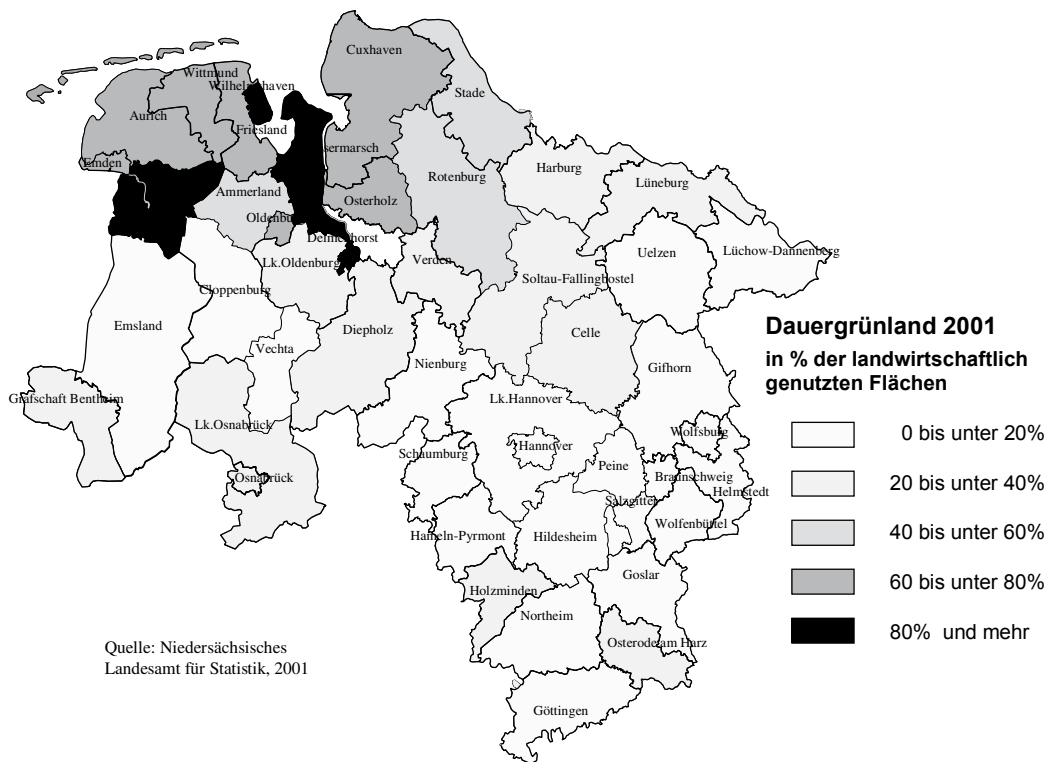 Cuxhaven
Wittmund
Wilhelmshaven
Stade
Aurich
Friesland
sermarsch
Emden
Harburg
Rotenburg
Lüneburg
Ammerland
Osterholz
Oldenbu
Delmenhorst
Lk.Oldenburg
Verden
Uelzen
Lüchow-Dannenberg
Soltau-Fallingbostel
Cloppenburg
Emsland
Diepholz
Celle
Vechta
Nienburg
Gifhorn
Grafschaft Bentheim
Lk.Hannover
Lk.Osnabrück
Wolfsburg
Hannover
Schaumburg
Peine
Osnabrück
Braunschweig
Helmstedt
Salzgitter
Wolfenbüttel
Hameln-Pyrmont
Hildesheim
Goslar
Holzminden
Northeim
Osterode am Harz
Göttingen
Dauergrünland 2001
in % der landwirtschaftlich
genutzten Flächen
0 bis unter 20%
20 bis unter 40%
40 bis unter 60%
60 bis unter 80%
80% und mehr
Quelle: Niedersächsisches
Landesamt für Statistik, 2001